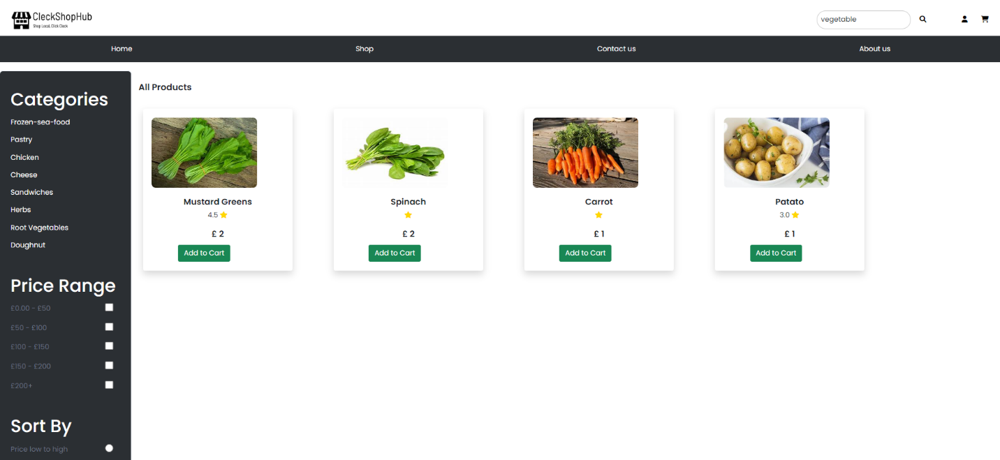 CleckShopHub
Shop Local, Click Cleck
vegetable
Home
Shop
Contact us
About us
Categories
Frozen-sea-food
Pastry
Chicken
Cheese
Sandwiches
Herbs
Root Vegetables
Doughnut
Price Range
£0.00 - £50
£50 - £100
£100 - £150
£150 - £200
£200+
Sort By
Price low to high
All Products
Mustard Greens
4.5
£ 2
Add to Cart
Spinach
£ 2
Add to Cart
Carrot
£ 1
Add to Cart
Patato
3.0
£ 1
Add to Cart